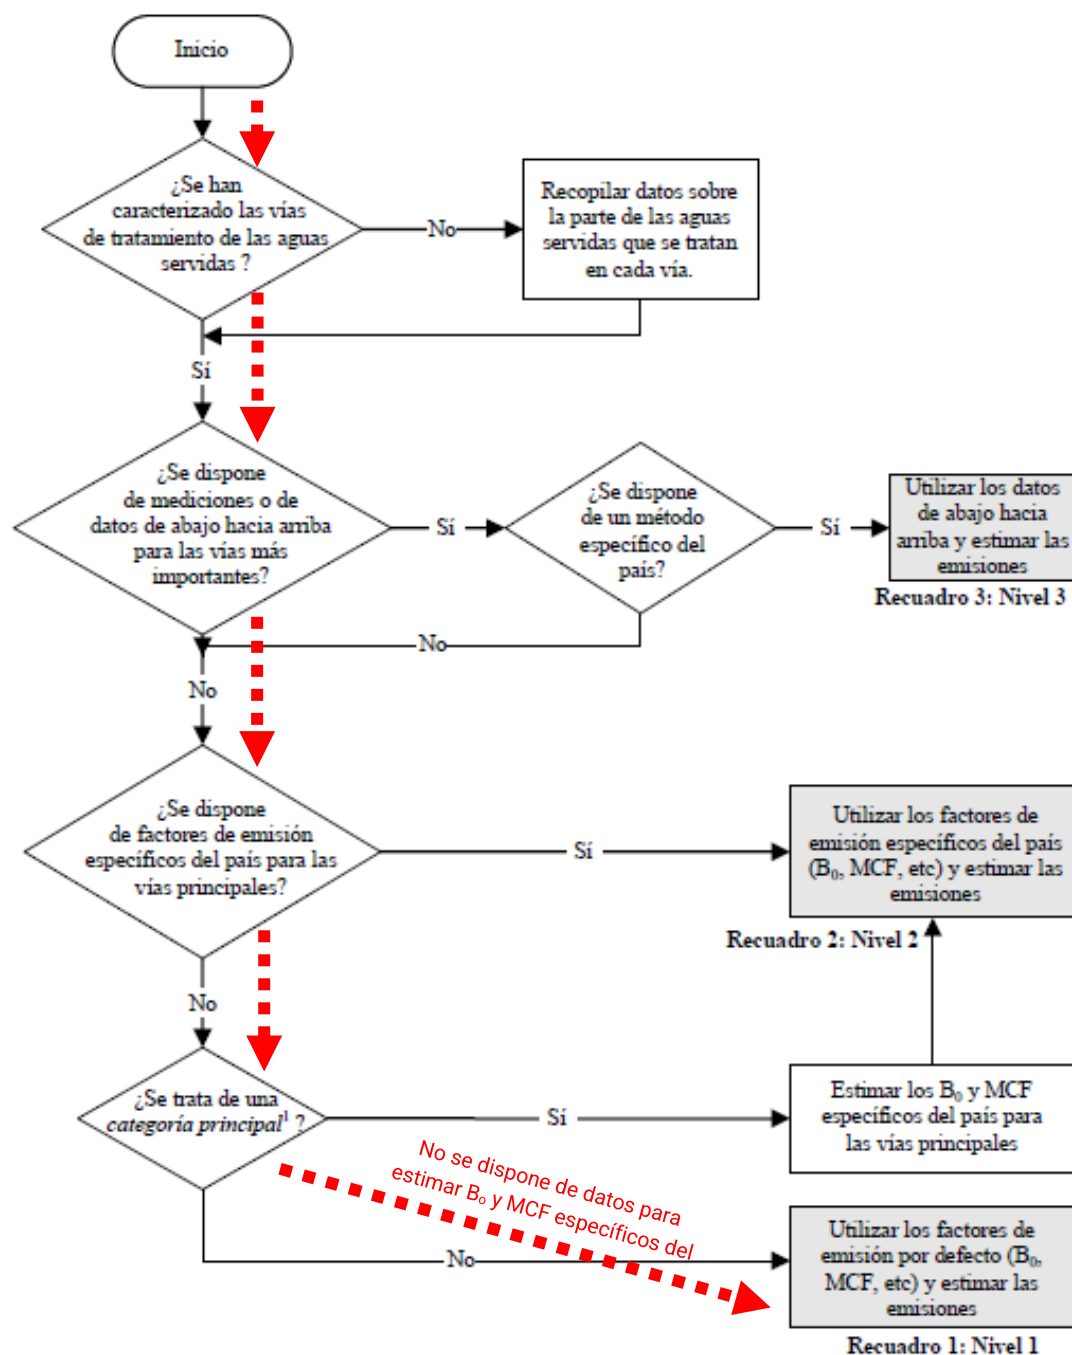 Inicio
¿Se han
caracterizado las vías
de tratamiento de las aguas
servidas ?
No
Recopilar datos sobre
la parte de las aguas
servidas que se tratan
en cada vía.
Sí
¿Se dispone
de mediciones o de
datos de abajo hacia arriba
para las vías más
importantes?
Sí
¿Se dispone
de un método
específico del
país?
Sí
Utilizar los datos
de abajo hacia
arriba y estimar las
emisiones
Recuadro 3: Nivel 3
No
No
¿Se dispone
de factores de emisión
específicos del país para las
vías principales?
Sí
Utilizar los factores de
emisión específicos del país
(B₀, MCF, etc) y estimar las
emisiones
Recuadro 2: Nivel 2
No
¿Se trata de una
categoría principal¹ ?
Sí
Estimar los B₀ y MCF
específicos del país para
las vías principales
No se dispone de datos para
estimar B₀ y MCF específicos del
No
Utilizar los factores de
emisión por defecto (B₀,
MCF, etc) y estimar las
emisiones
Recuadro 1: Nivel 1